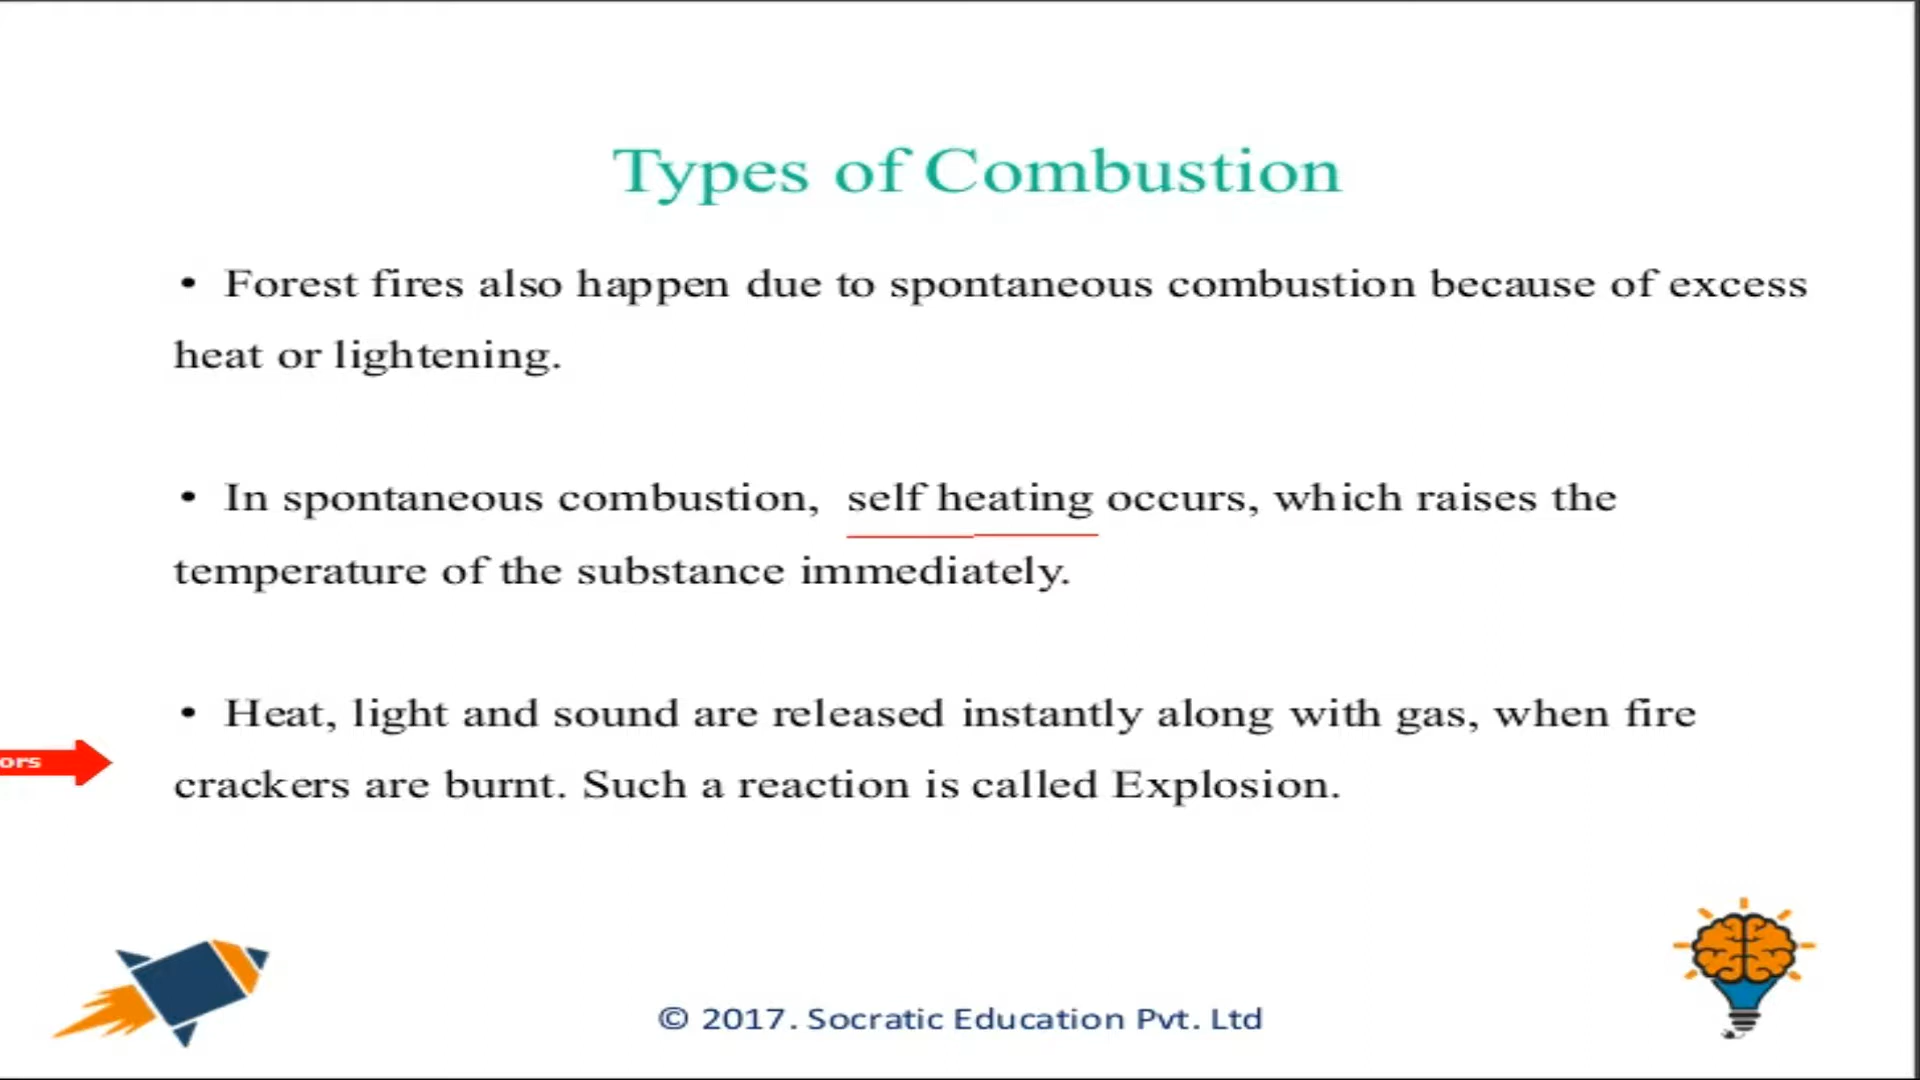 Types of Combustion
• Forest fires also happen due to spontaneous combustion because of excess
heat or lightening.
• In spontaneous combustion, self heating occurs, which raises the
temperature of the substance immediately.
• Heat, light and sound are released instantly along with gas, when fire
ors
crackers are burnt. Such a reaction is called Explosion.
© 2017. Socratic Education Pvt. Ltd